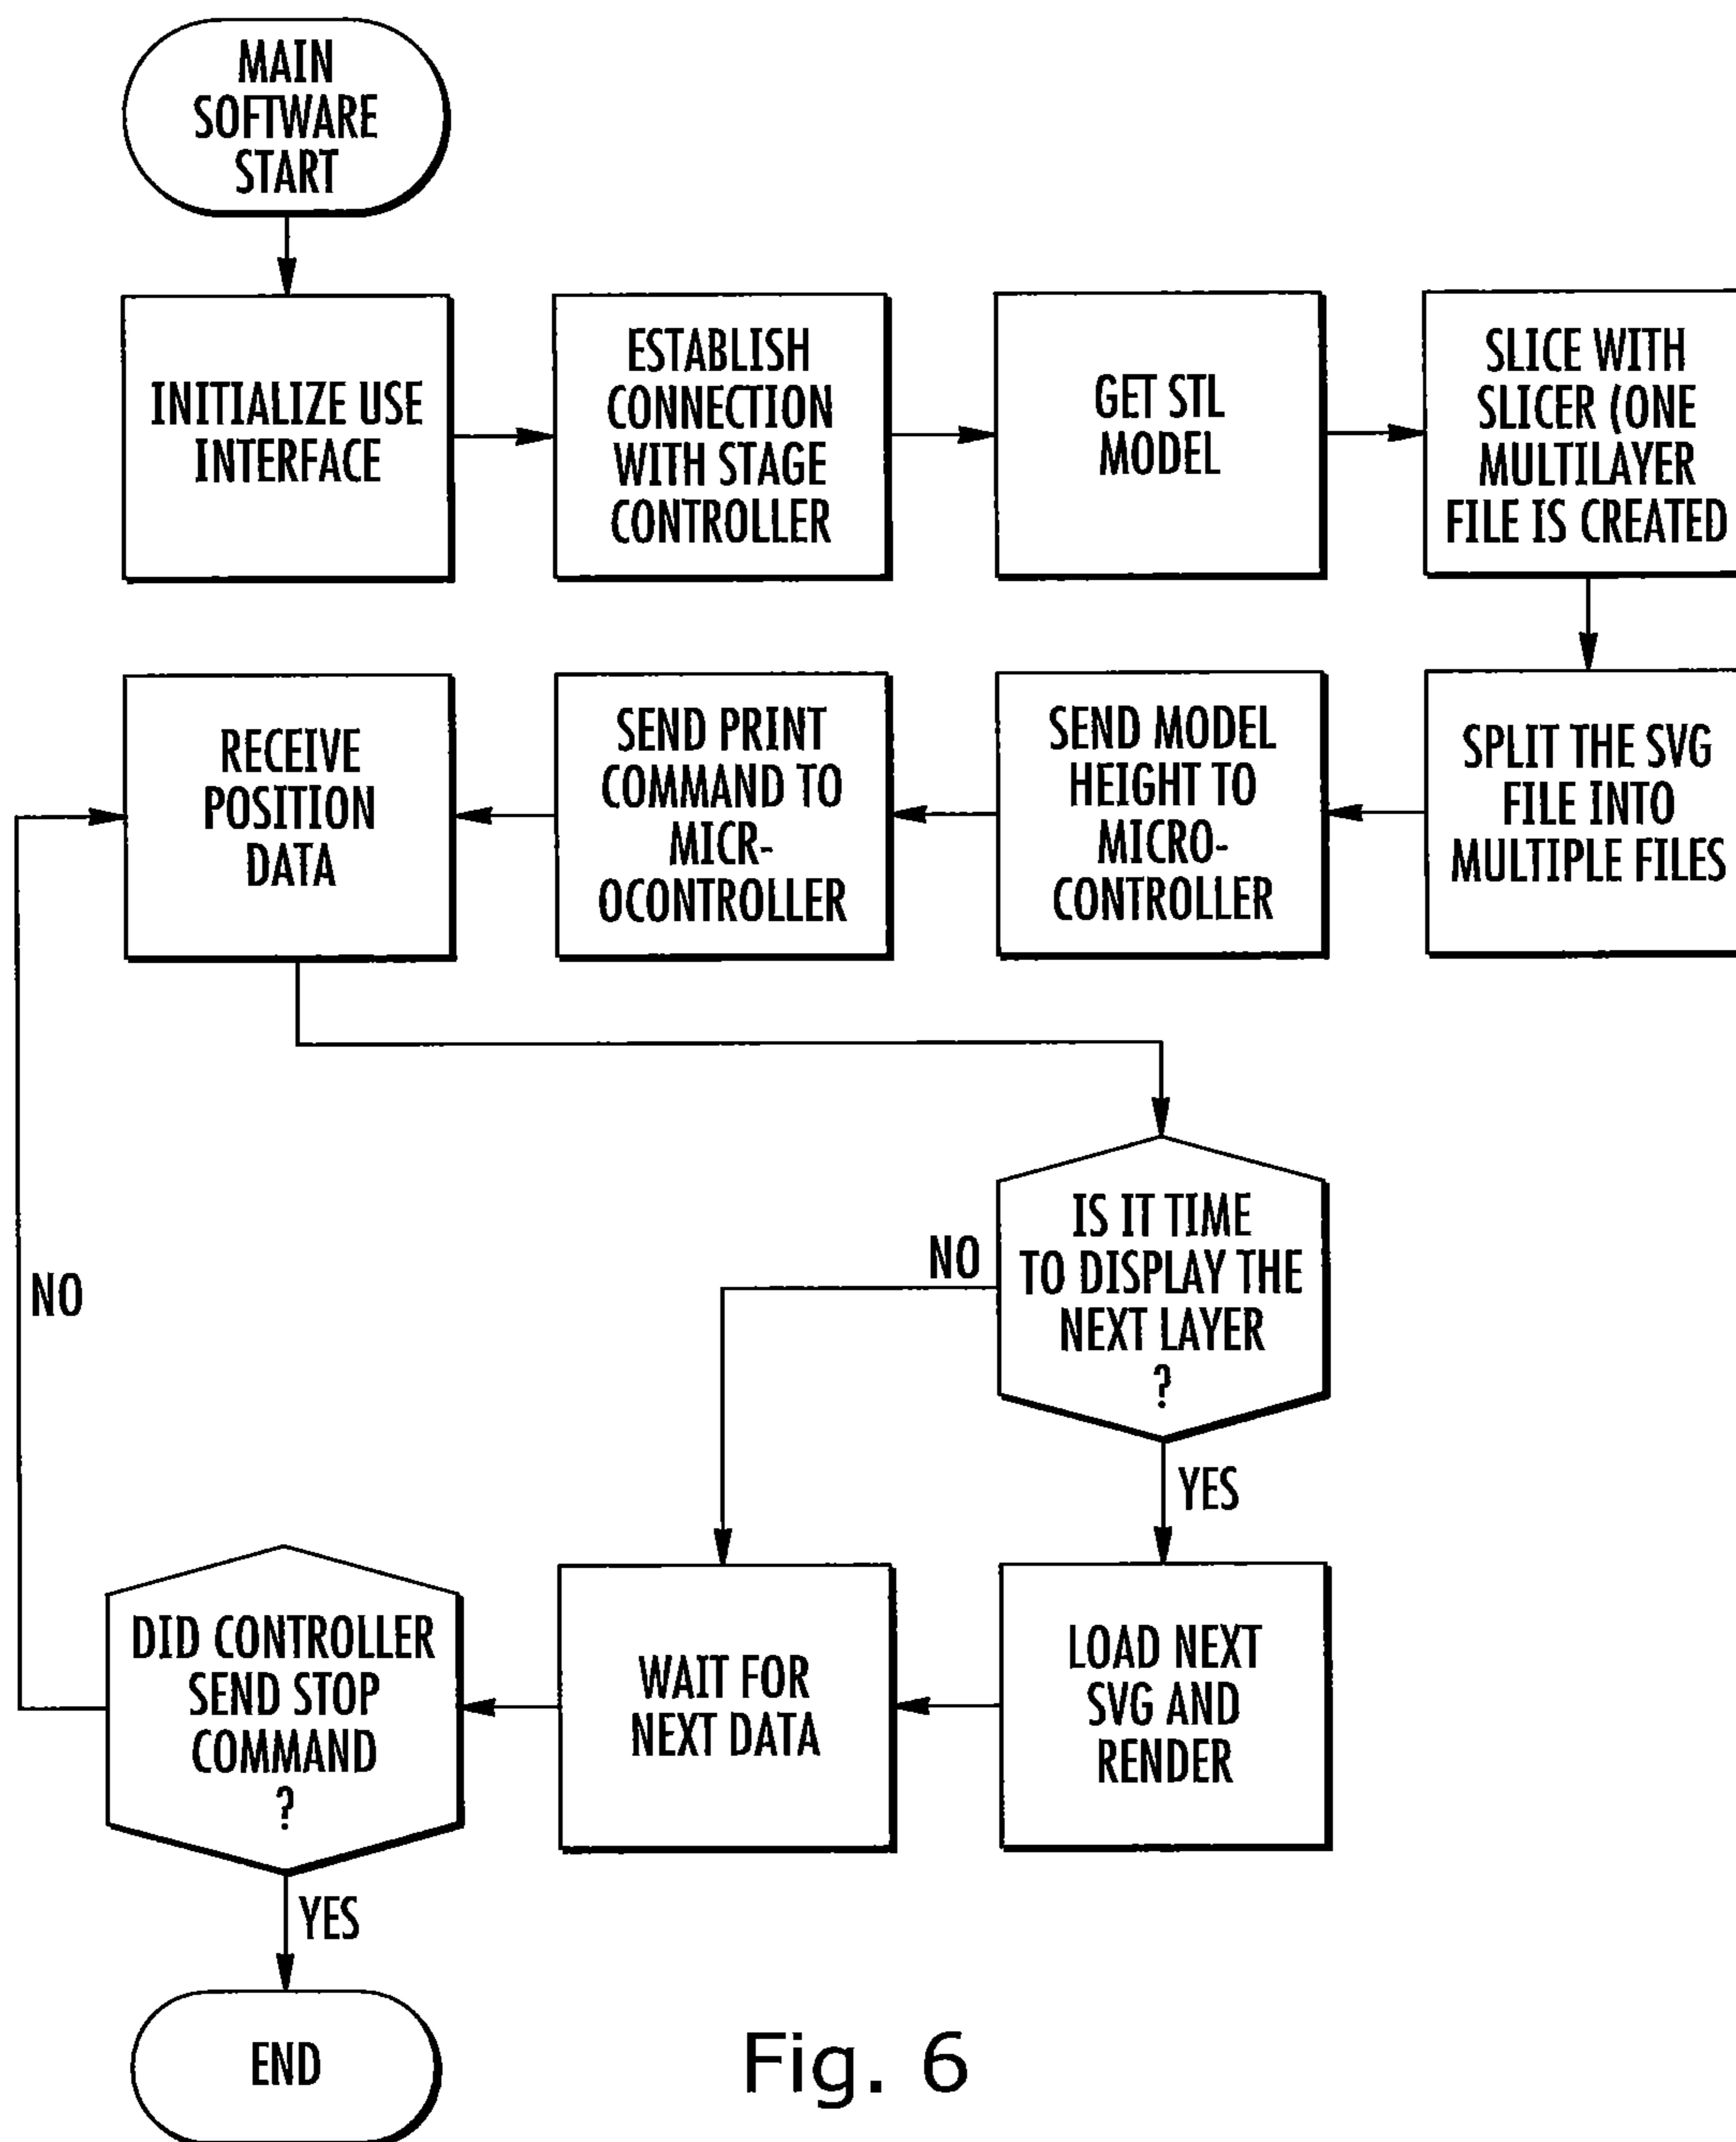 MAIN
SOFTWARE
START
INITIALIZE USE
INTERFACE
ESTABLISH
CONNECTION
WITH STAGE
CONTROLLER
GET STL
MODEL
SLICE WITH
SLICER (ONE
MULTILAYER
FILE IS CREATED
SPLIT THE SVG
FILE INTO
MULTIPLE FILES
SEND MODEL
HEIGHT TO
MICRO-
CONTROLLER
SEND PRINT
COMMAND TO
MICR-
OCONTROLLER
RECEIVE
POSITION
DATA
IS IT TIME
TO DISPLAY THE
NEXT LAYER
?
NO
YES
LOAD NEXT
SVG AND
RENDER
WAIT FOR
NEXT DATA
DID CONTROLLER
SEND STOP
COMMAND
?
NO
YES
END
Fig. 6